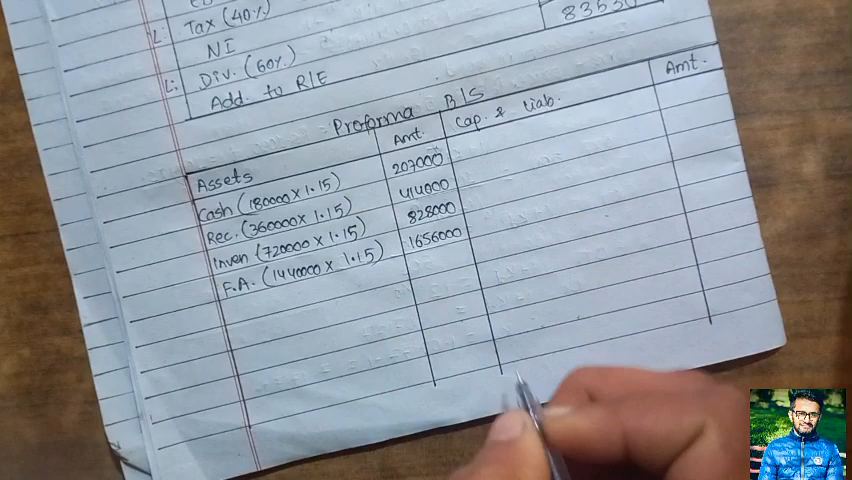 Tax (40%)
NI
L: Div. (60%)
Add. to R/E
8353
Proforma B/S
Assets Amt. Cap. & Liab. Amt.
Cash (180000 x 1.15) 207000
Rec. (360000 x 1.15) 414000
Inven (720000 x 1.15) 828000
F.A. (1440000 x 1.15) 1656000